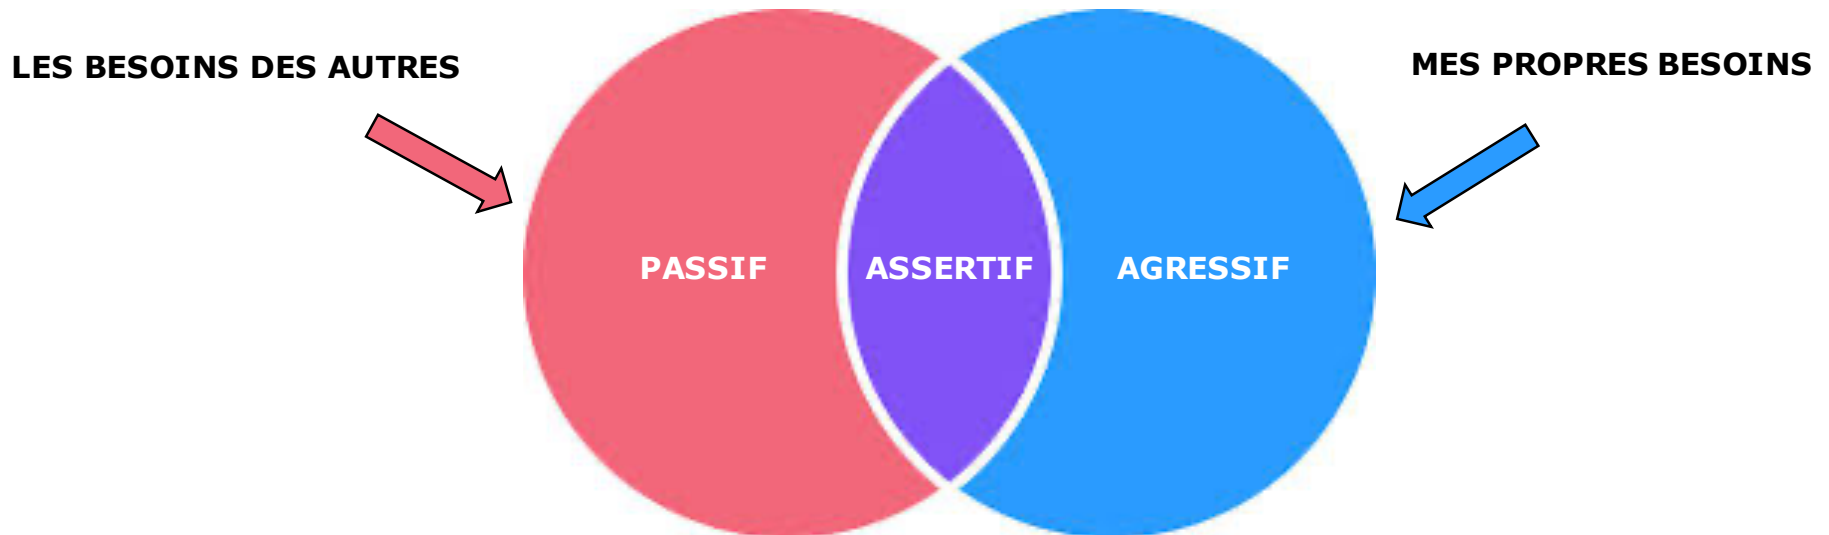 LES BESOINS DES AUTRES
MES PROPRES BESOINS
PASSIF
ASSERTIF
AGRESSIF